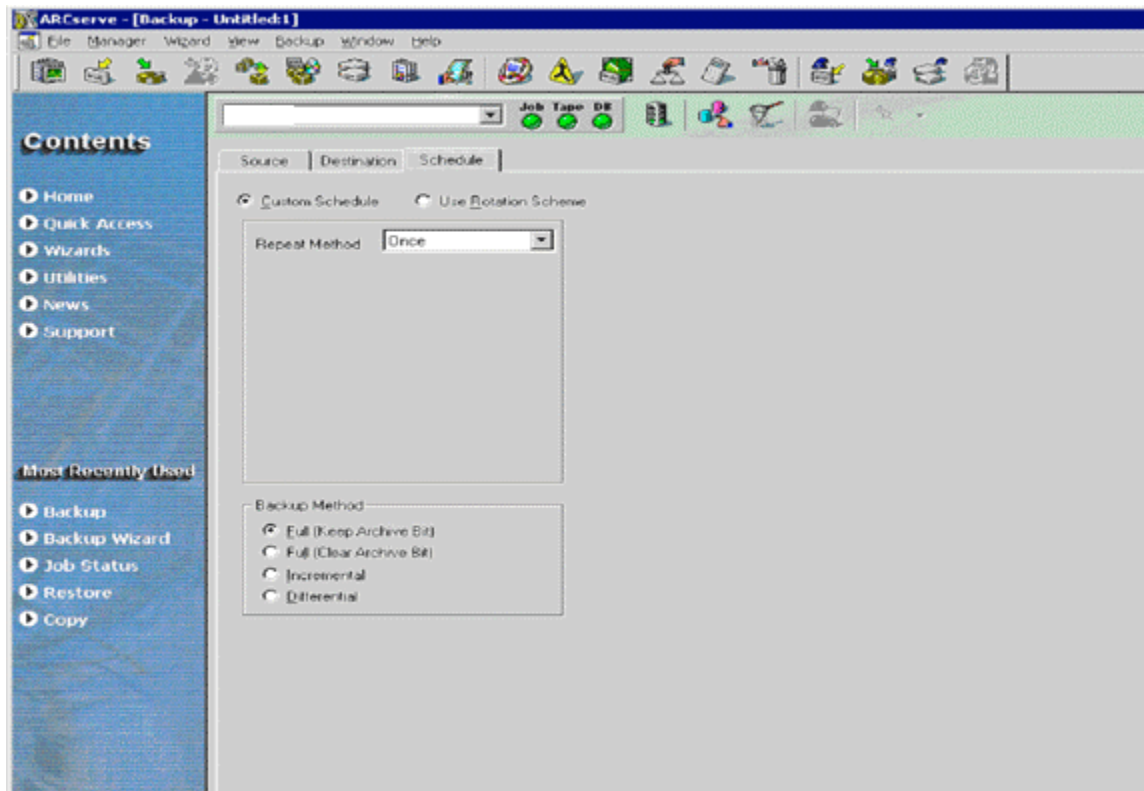 ARCserve - [Backup - Untitled:1]
File Manager Wizard View Backup Window Help
Job Tape DB
Contents
Home
Quick Access
Wizards
Utilities
News
Support
Most Recently Used
Backup
Backup Wizard
Job Status
Restore
Copy
Source Destination Schedule
Custom Schedule Use Rotation Scheme
Repeat Method Once
Backup Method
Full (Keep Archive Bit)
Full (Clear Archive Bit)
Incremental
Differential